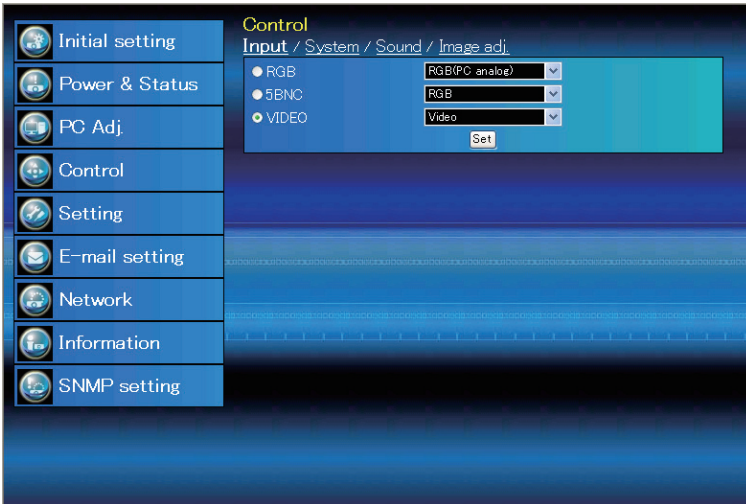 Initial setting
Power & Status
PC Adj.
Control
Setting
E-mail setting
Network
Information
SNMP setting
Control
Input / System / Sound / Image adj.
RGB RGB(PC analog)
5BNC RGB
VIDEO Video
Set